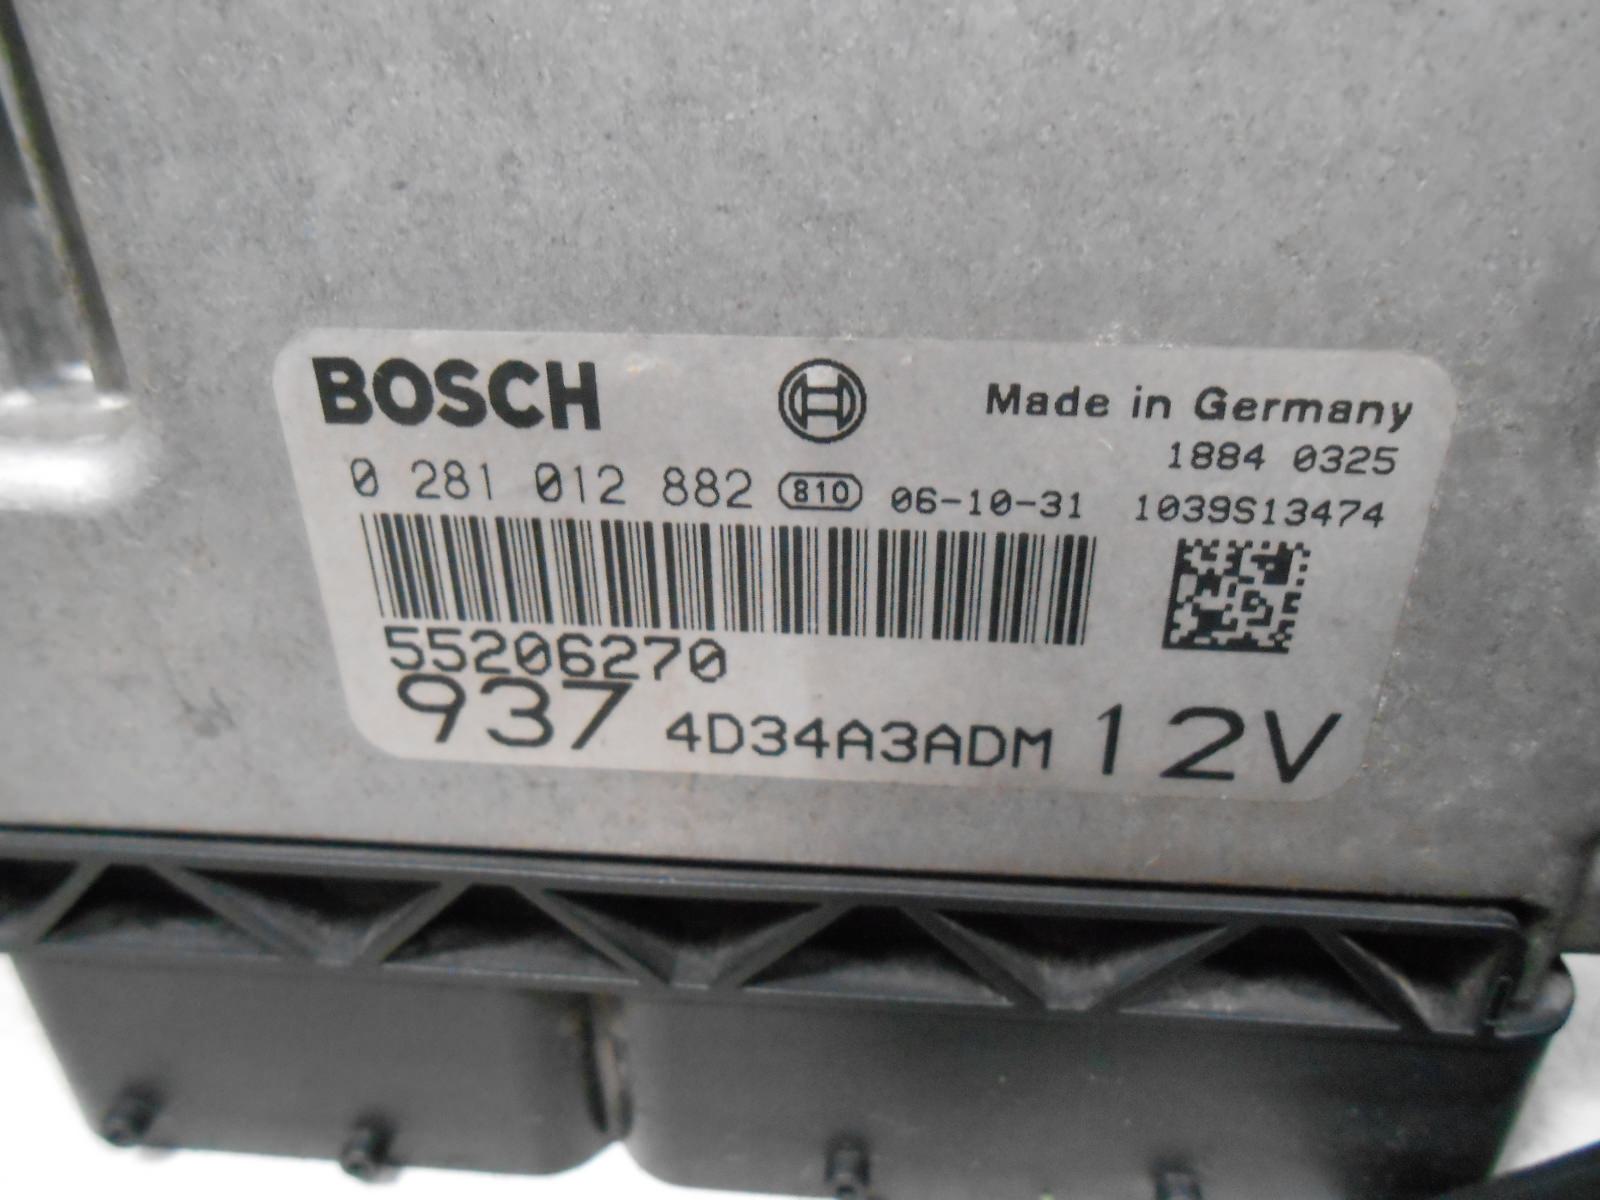 BOSCH Made in Germany
1884 0325
0 281 012 882 810 06-10-31 1039S13474
55206270
937 4D34A3ADM 12V